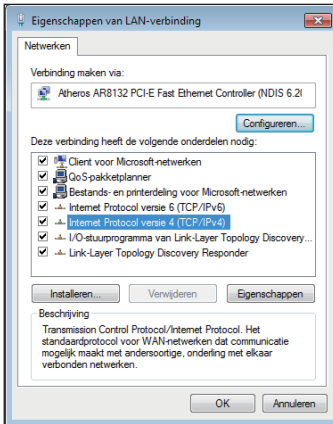 Eigenschappen van LAN-verbinding
Netwerken
Verbinding maken via:
Atheros AR8132 PCI-E Fast Ethernet Controller (NDIS 6.20
Configureren...
Deze verbinding heeft de volgende onderdelen nodig:
Client voor Microsoft-netwerken
QoS-pakketplanner
Bestands- en printerdeling voor Microsoft-netwerken
Internet Protocol versie 6 (TCP/IPv6)
Internet Protocol versie 4 (TCP/IPv4)
I/O-stuurprogramma van Link-Layer Topology Discovery...
Link-Layer Topology Discovery Responder
Installeren...
Verwijderen
Eigenschappen
Beschrijving
Transmission Control Protocol/Internet Protocol. Het
standaardprotocol voor WAN-netwerken dat communicatie
mogelijk maakt met andersoortige, onderling met elkaar
verbonden netwerken.
OK
Annuleren